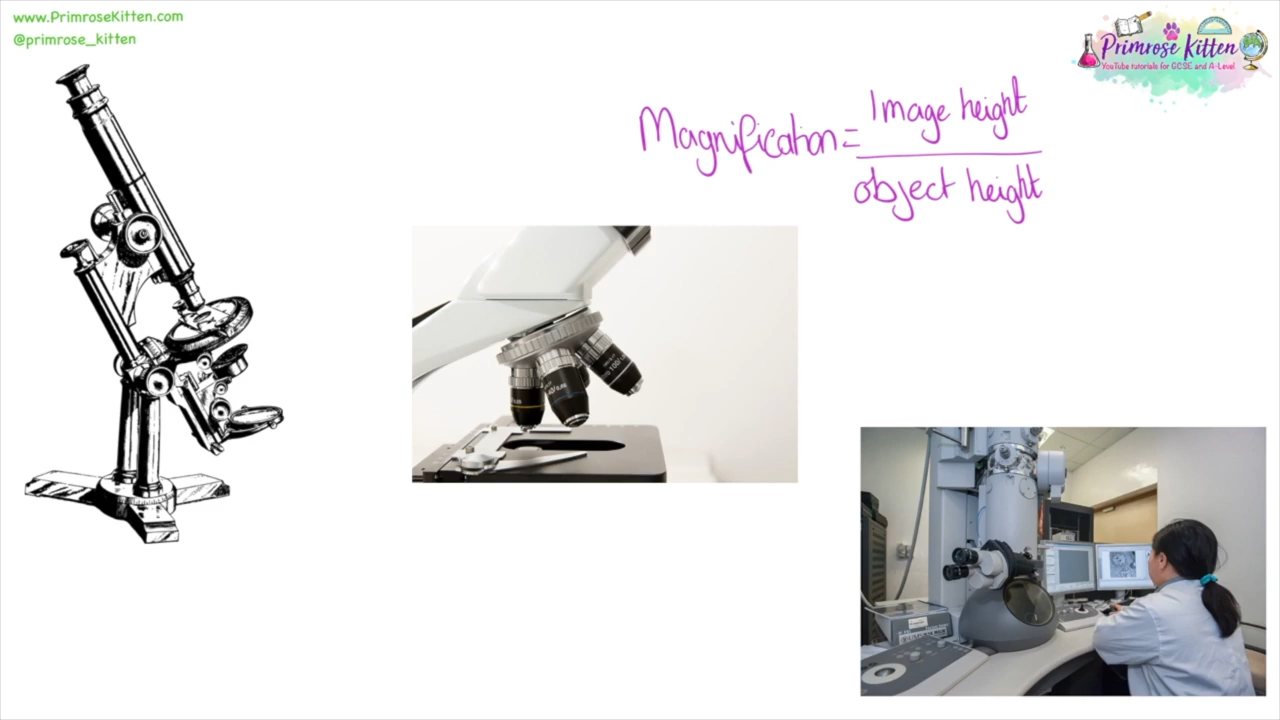 www.PrimroseKitten.com
@primrose_kitten
Primrose Kitten
YouTube tutorials for GCSE and A-Level
Magnification = Image height
object height